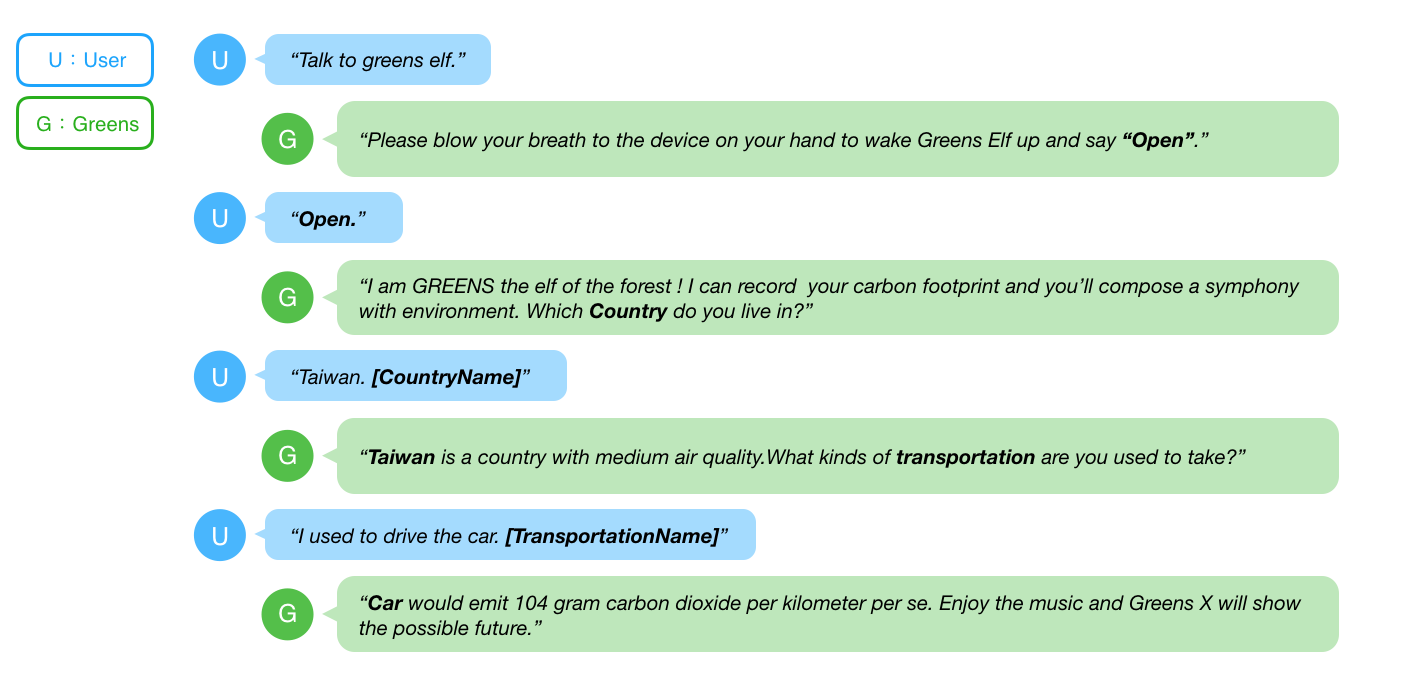 U：User
G：Greens
U
“Talk to greens elf.”
G
“Please blow your breath to the device on your hand to wake Greens Elf up and say “Open”.”
U
“Open.”
G
“I am GREENS the elf of the forest ! I can record  your carbon footprint and you’ll compose a symphony
with environment. Which Country do you live in?”
U
“Taiwan. [CountryName]”
G
“Taiwan is a country with medium air quality.What kinds of transportation are you used to take?”
U
“I used to drive the car. [TransportationName]”
G
“Car would emit 104 gram carbon dioxide per kilometer per se. Enjoy the music and Greens X will show
the possible future.”